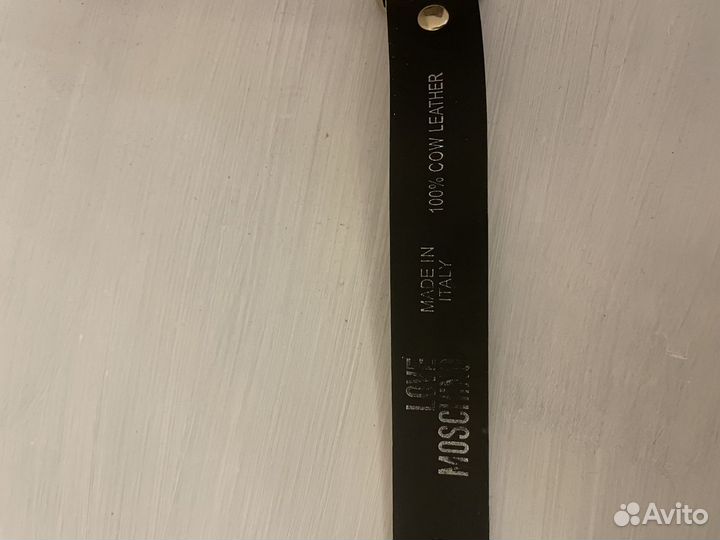 LOVE
MOSCHINO
MADE IN
ITALY
100% COW LEATHER
Avito